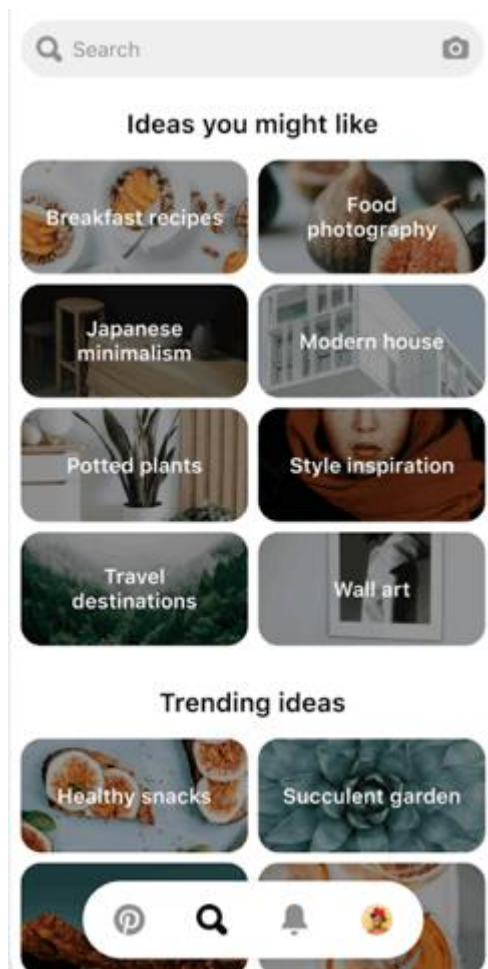 Search
Ideas you might like
Breakfast recipes
Food
photography
Japanese
minimalism
Modern house
Potted plants
Style inspiration
Travel
destinations
Wall art
Trending ideas
Healthy snacks
Succulent garden